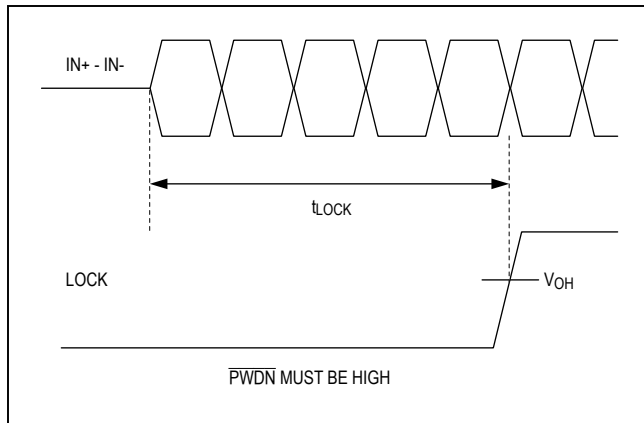 IN+ - IN-
tLOCK
LOCK
VOH
PWDN MUST BE HIGH